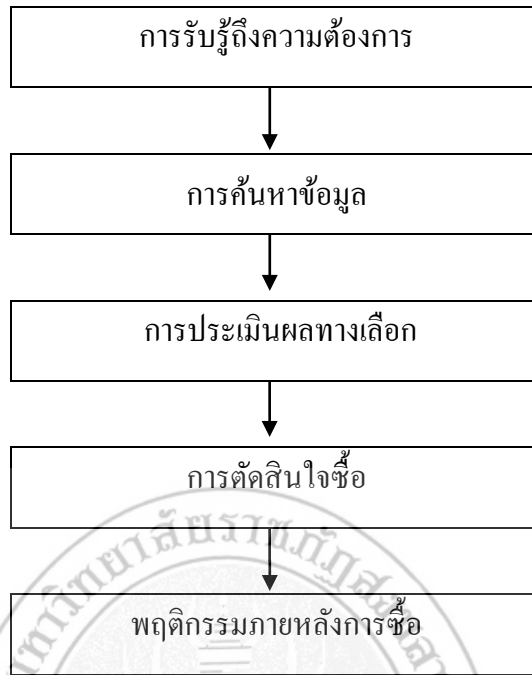 การรับรู้ถึงความต้องการ
การค้นหาข้อมูล
การประเมินผลทางเลือก
การตัดสินใจซื้อ
พฤติกรรมภายหลังการซื้อ